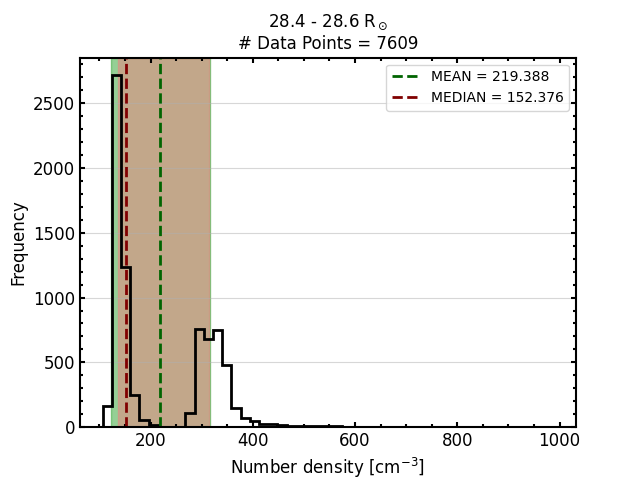 28.4 - 28.6 R⊙
# Data Points = 7609
MEAN = 219.388
MEDIAN = 152.376
Frequency
2500
2000
1500
1000
500
0
200
400
600
800
1000
Number density [cm⁻³]